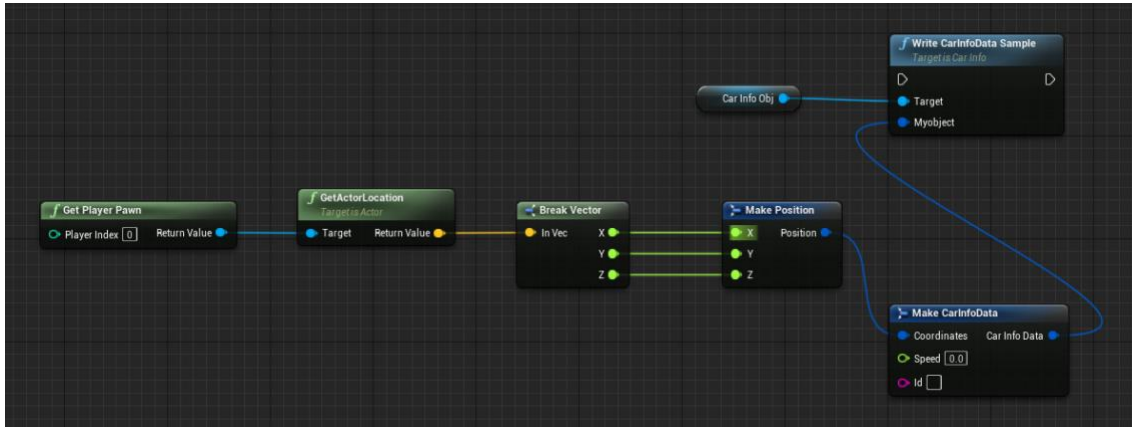 Write CarInfoData Sample
Target is Car Info
Car Info Obj
Target
Myobject
Get Player Pawn
Player Index 0 Return Value
GetActorLocation
Target is Actor
Target Return Value
Break Vector
In Vec X
Y
Z
Make Position
X Position
Y
Z
Make CarInfoData
Coordinates Car Info Data
Speed 0.0
Id